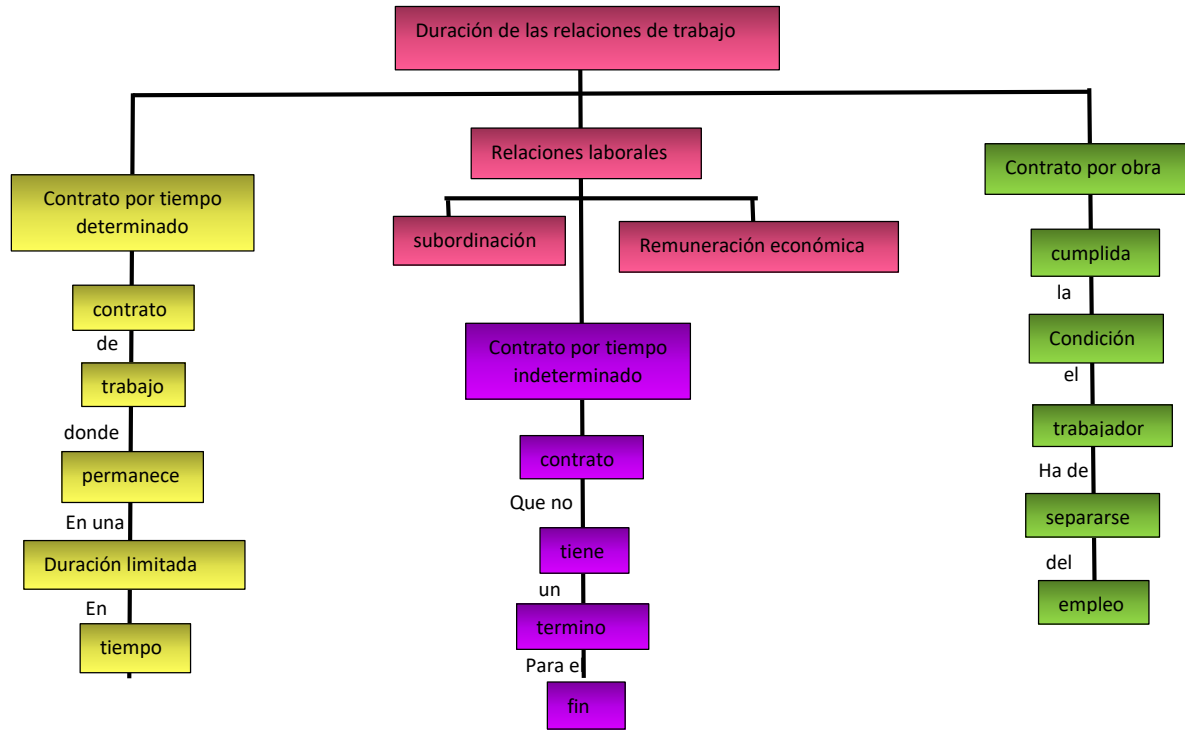 Duración de las relaciones de trabajo
Relaciones laborales
subordinación
Remuneración económica
Contrato por tiempo
determinado
contrato
de
trabajo
donde
permanece
En una
Duración limitada
En
tiempo
Contrato por tiempo
indeterminado
contrato
Que no
tiene
un
termino
Para el
fin
Contrato por obra
cumplida
la
Condición
el
trabajador
Ha de
separarse
del
empleo